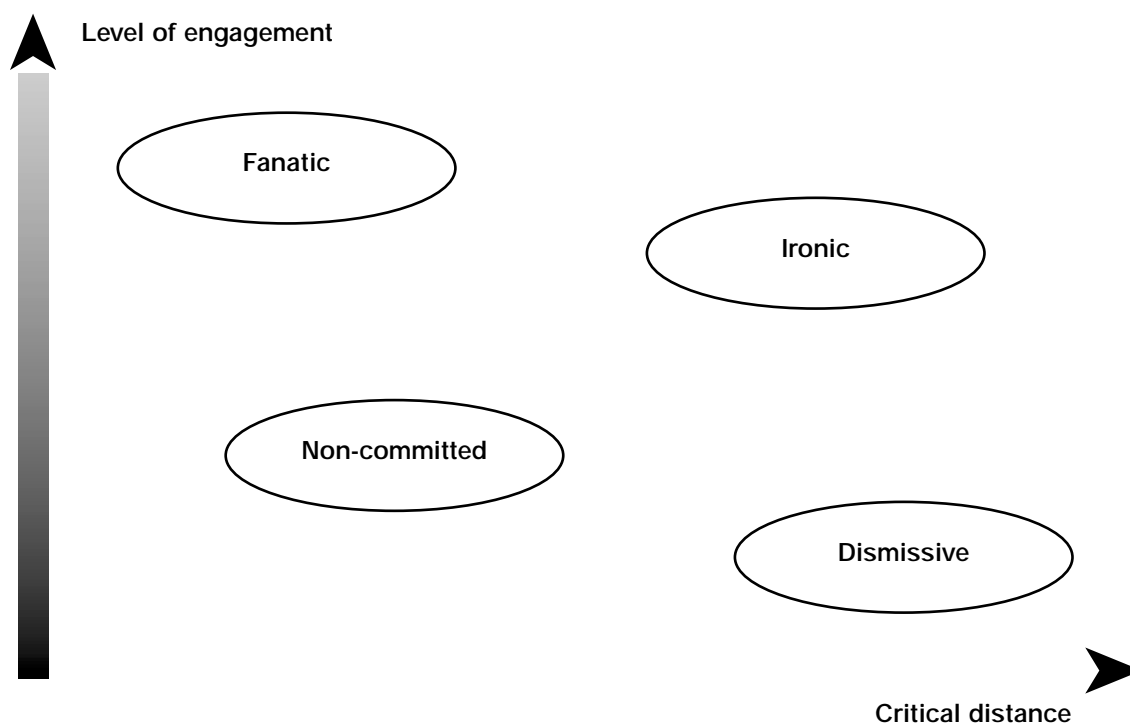 Level of engagement
Fanatic
Ironic
Non-committed
Dismissive
Critical distance